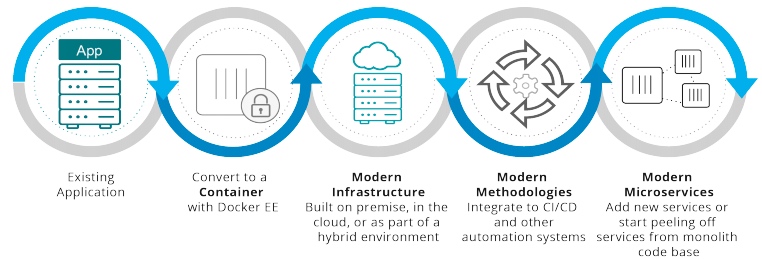 App
Existing
Application
Convert to a
Container
with Docker EE
Modern
Infrastructure
Built on premise, in the
cloud, or as part of a
hybrid environment
Modern
Methodologies
Integrate to CI/CD
and other
automation systems
Modern
Microservices
Add new services or
start peeling off
services from monolith
code base